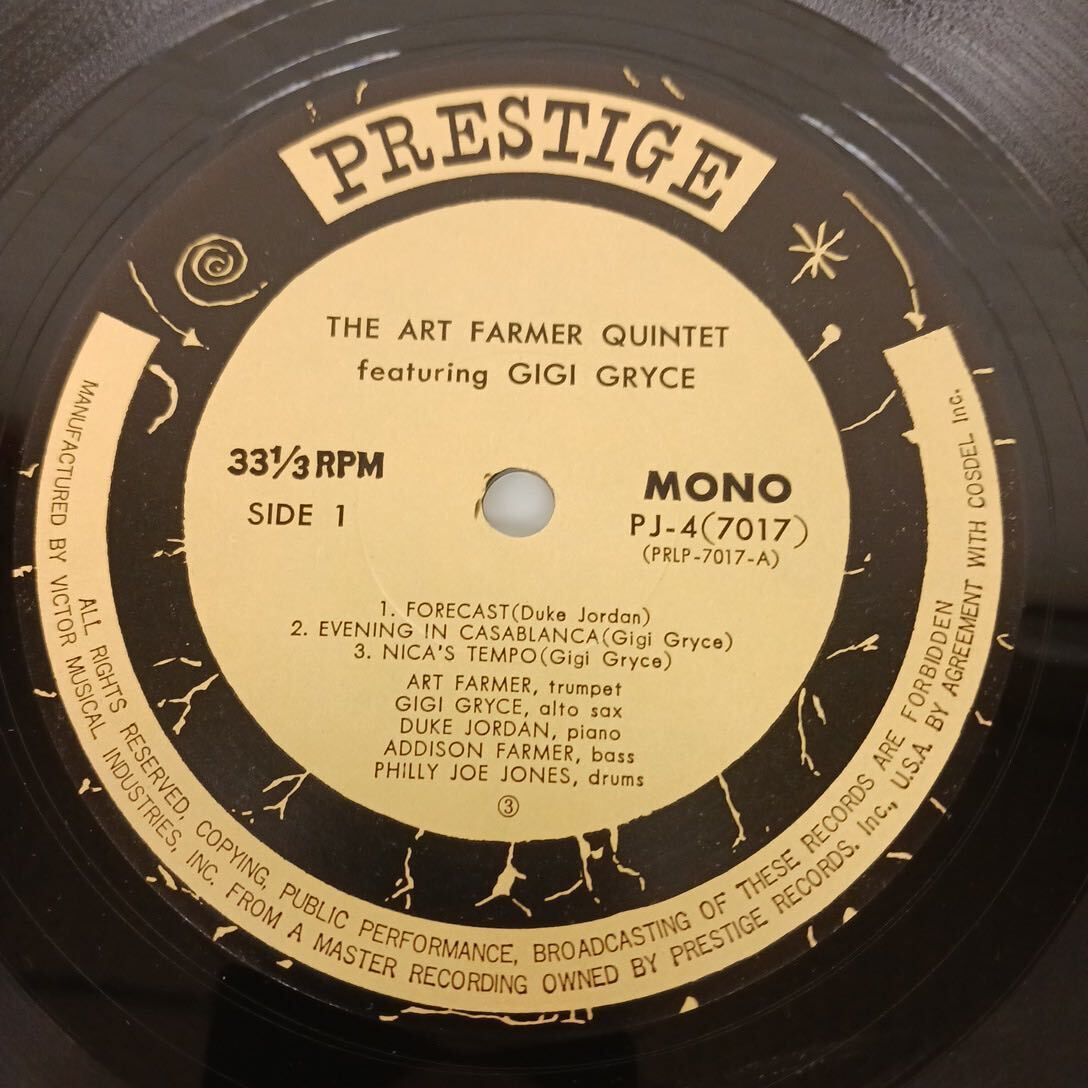 PRESTIGE
THE ART FARMER QUINTET
featuring GIGI GRYCE
33 1/3 RPM
SIDE 1
MONO
PJ-4(7017)
(PRLP-7017-A)
1. FORECAST(Duke Jordan)
2. EVENING IN CASABLANCA(Gigi Gryce)
3. NICA'S TEMPO(Gigi Gryce)
ART FARMER, trumpet
GIGI GRYCE, alto sax
DUKE JORDAN, piano
ADDISON FARMER, bass
PHILLY JOE JONES, drums
③
ALL RIGHTS RESERVED, COPYING, PUBLIC PERFORMANCE, BROADCASTING OF THESE RECORDS ARE FORBIDDEN
MANUFACTURED BY VICTOR MUSICAL INDUSTRIES, INC. FROM A MASTER RECORDING OWNED BY PRESTIGE RECORDS. Inc., U.S.A. BY AGREEMENT WITH COSDEL Inc.